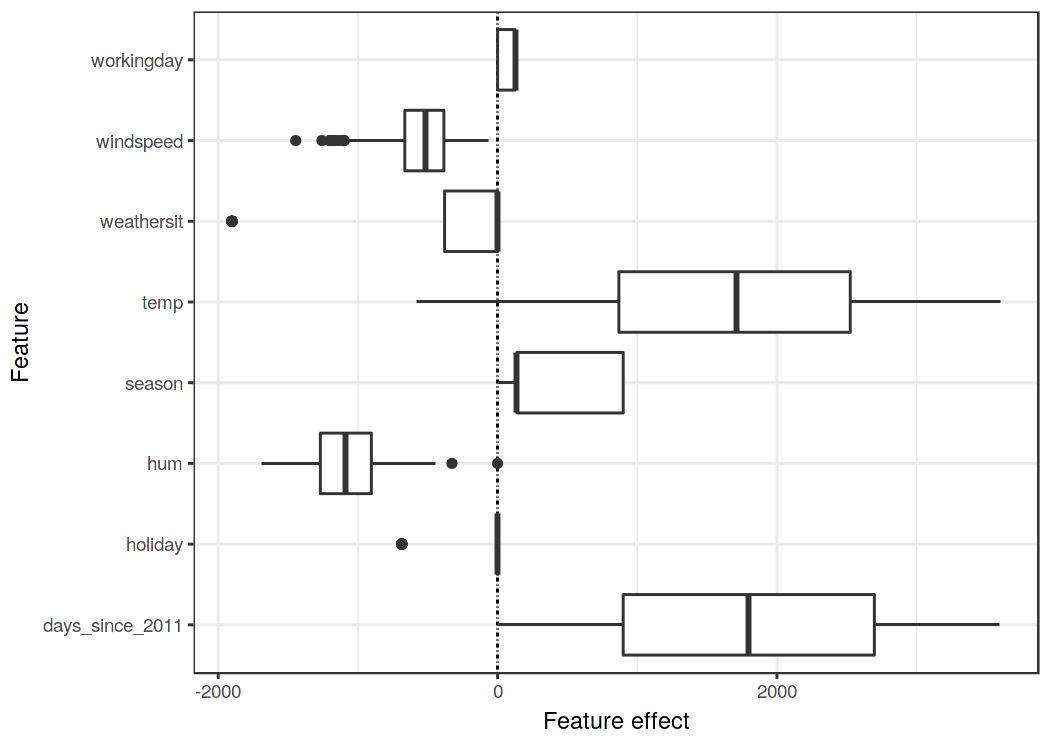 workingday
windspeed
weathersit
temp
season
hum
holiday
days_since_2011
Feature
-2000
0
2000
Feature effect